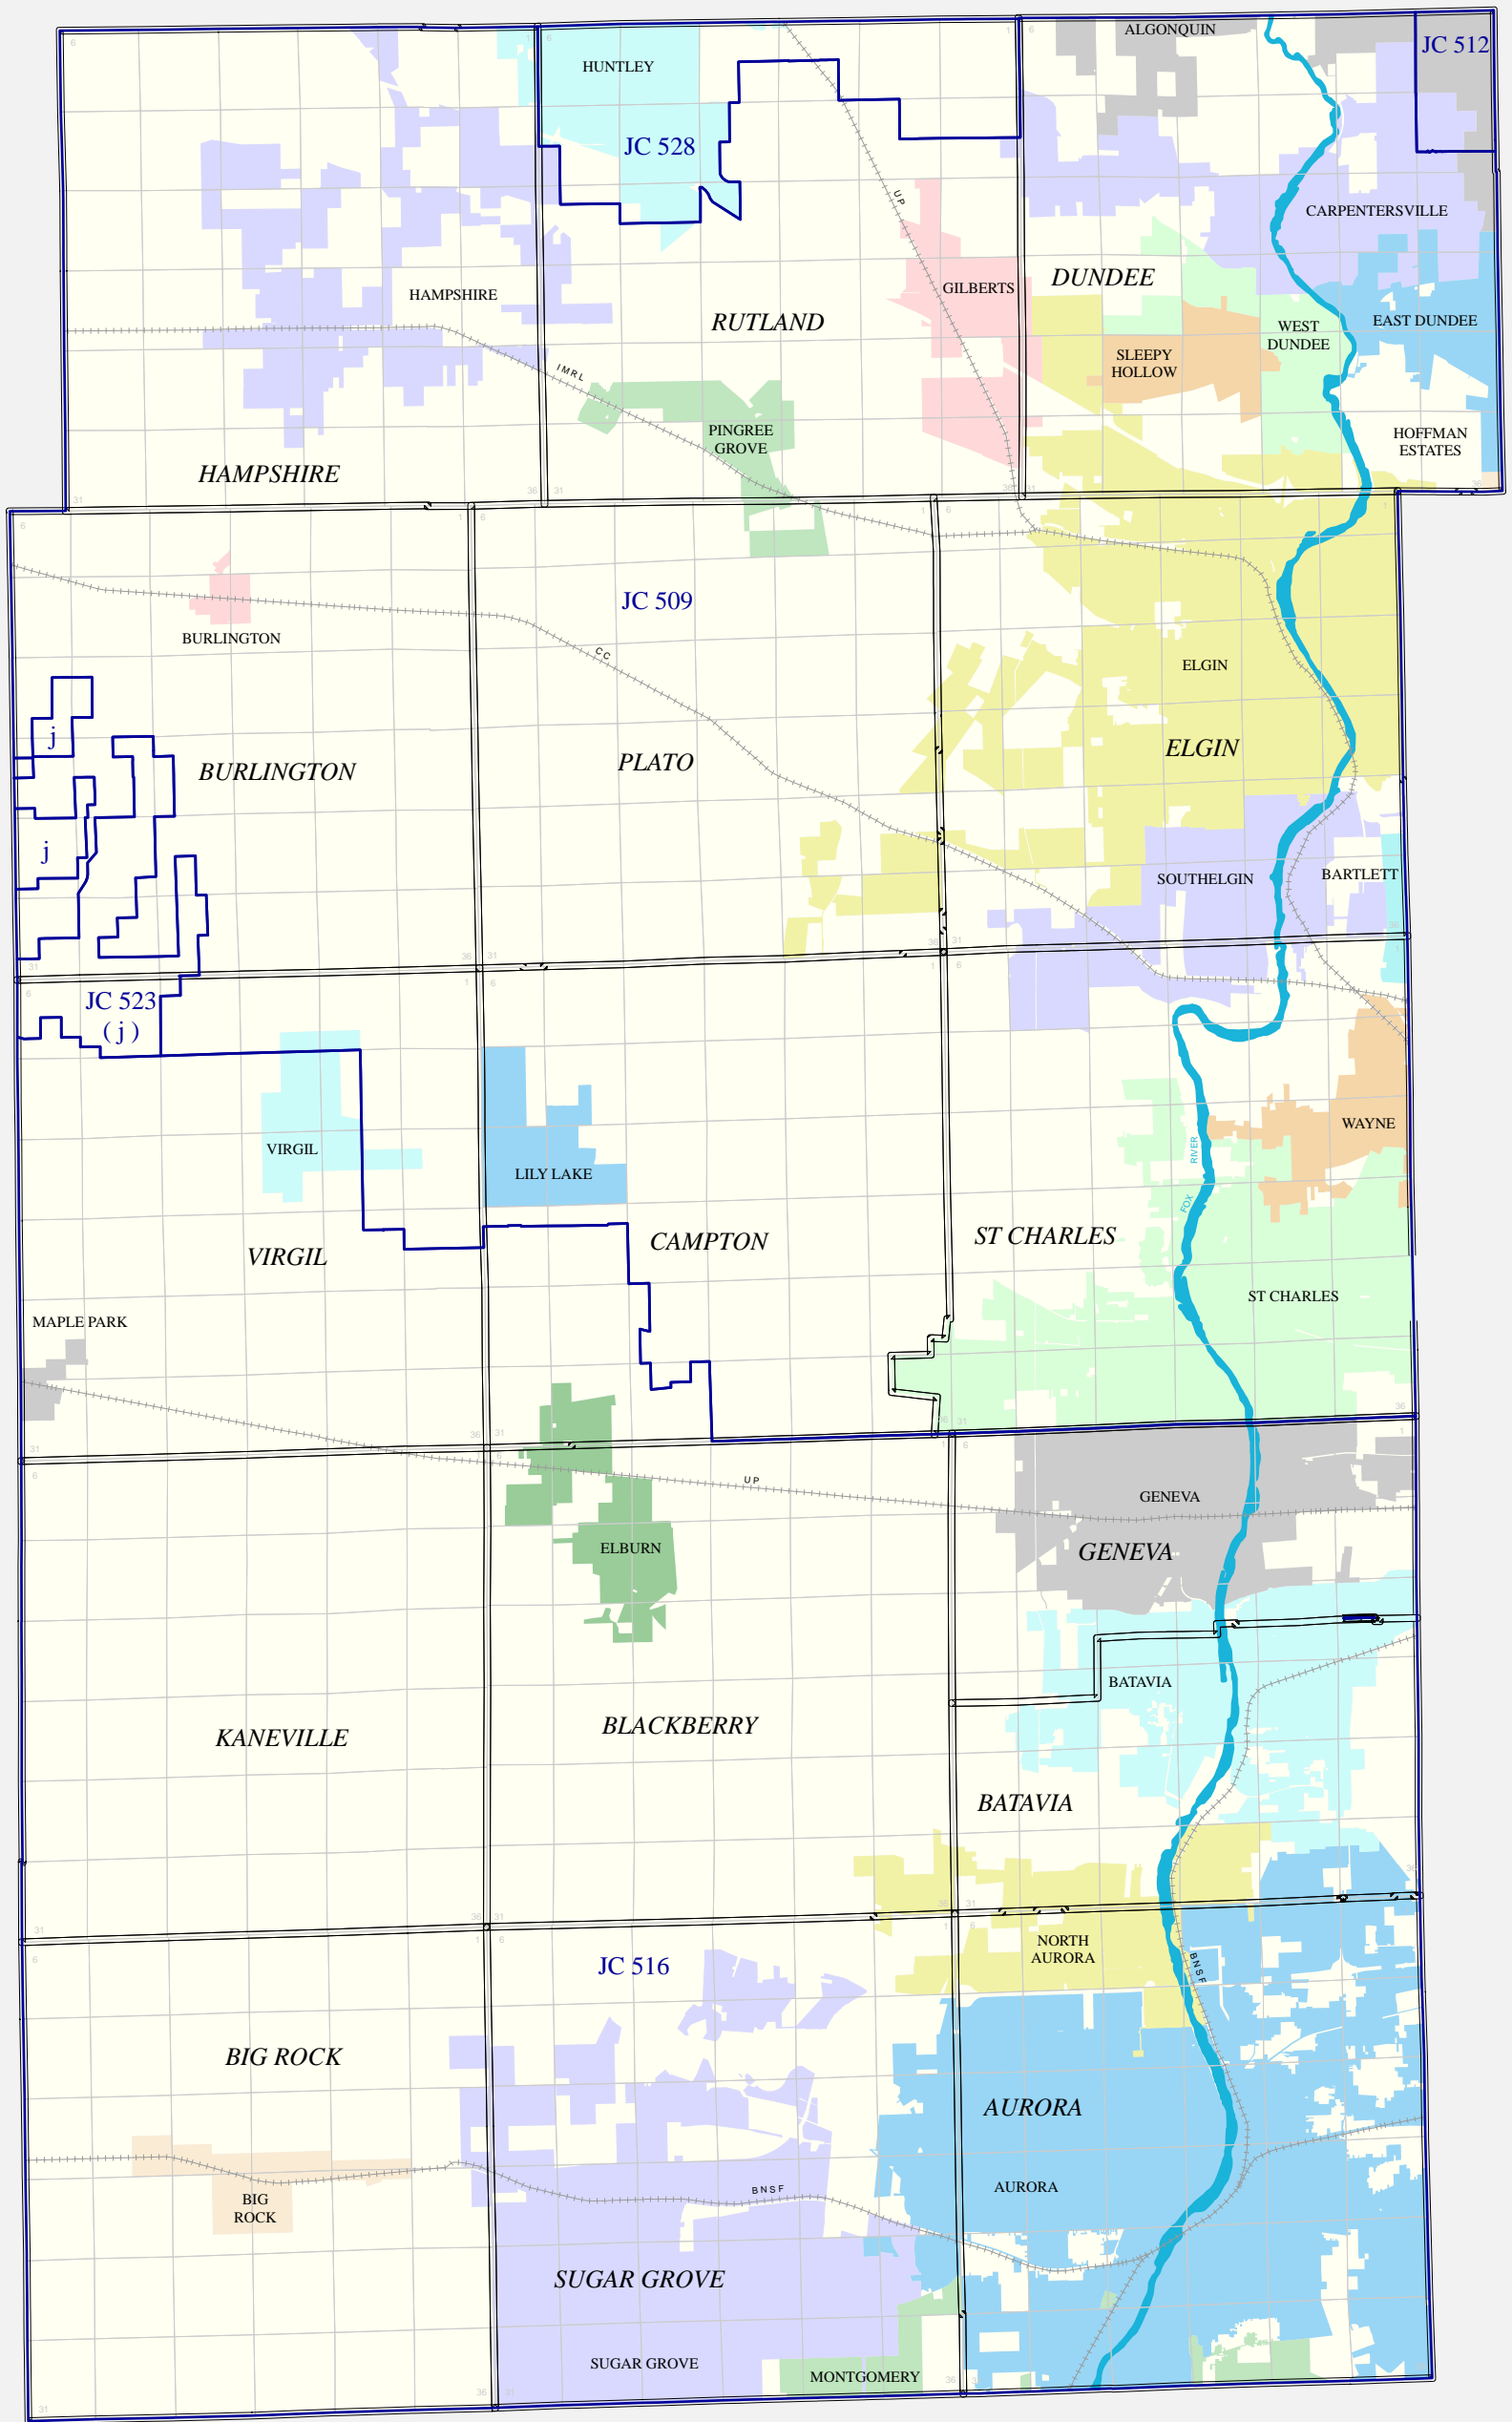 ALGONQUIN
JC 512
HUNTLEY
JC 528
UP
CARPENTERSVILLE
HAMPSHIRE
GILBERTS
DUNDEE
RUTLAND
EAST DUNDEE
WEST
DUNDEE
SLEEPY
HOLLOW
IMRL
PINGREE
GROVE
HOFFMAN
ESTATES
HAMPSHIRE
JC 509
BURLINGTON
CC
ELGIN
j
BURLINGTON
PLATO
ELGIN
j
SOUTHELGIN
BARTLETT
JC 523
( j )
WAYNE
VIRGIL
RIVER
LILY LAKE
FOX
ST CHARLES
CAMPTON
VIRGIL
ST CHARLES
MAPLE PARK
UP
GENEVA
ELBURN
GENEVA
BATAVIA
BLACKBERRY
KANEVILLE
BATAVIA
NORTH
AURORA
JC 516
BNSF
BIG ROCK
AURORA
AURORA
BNSF
BIG
ROCK
SUGAR GROVE
SUGAR GROVE
MONTGOMERY